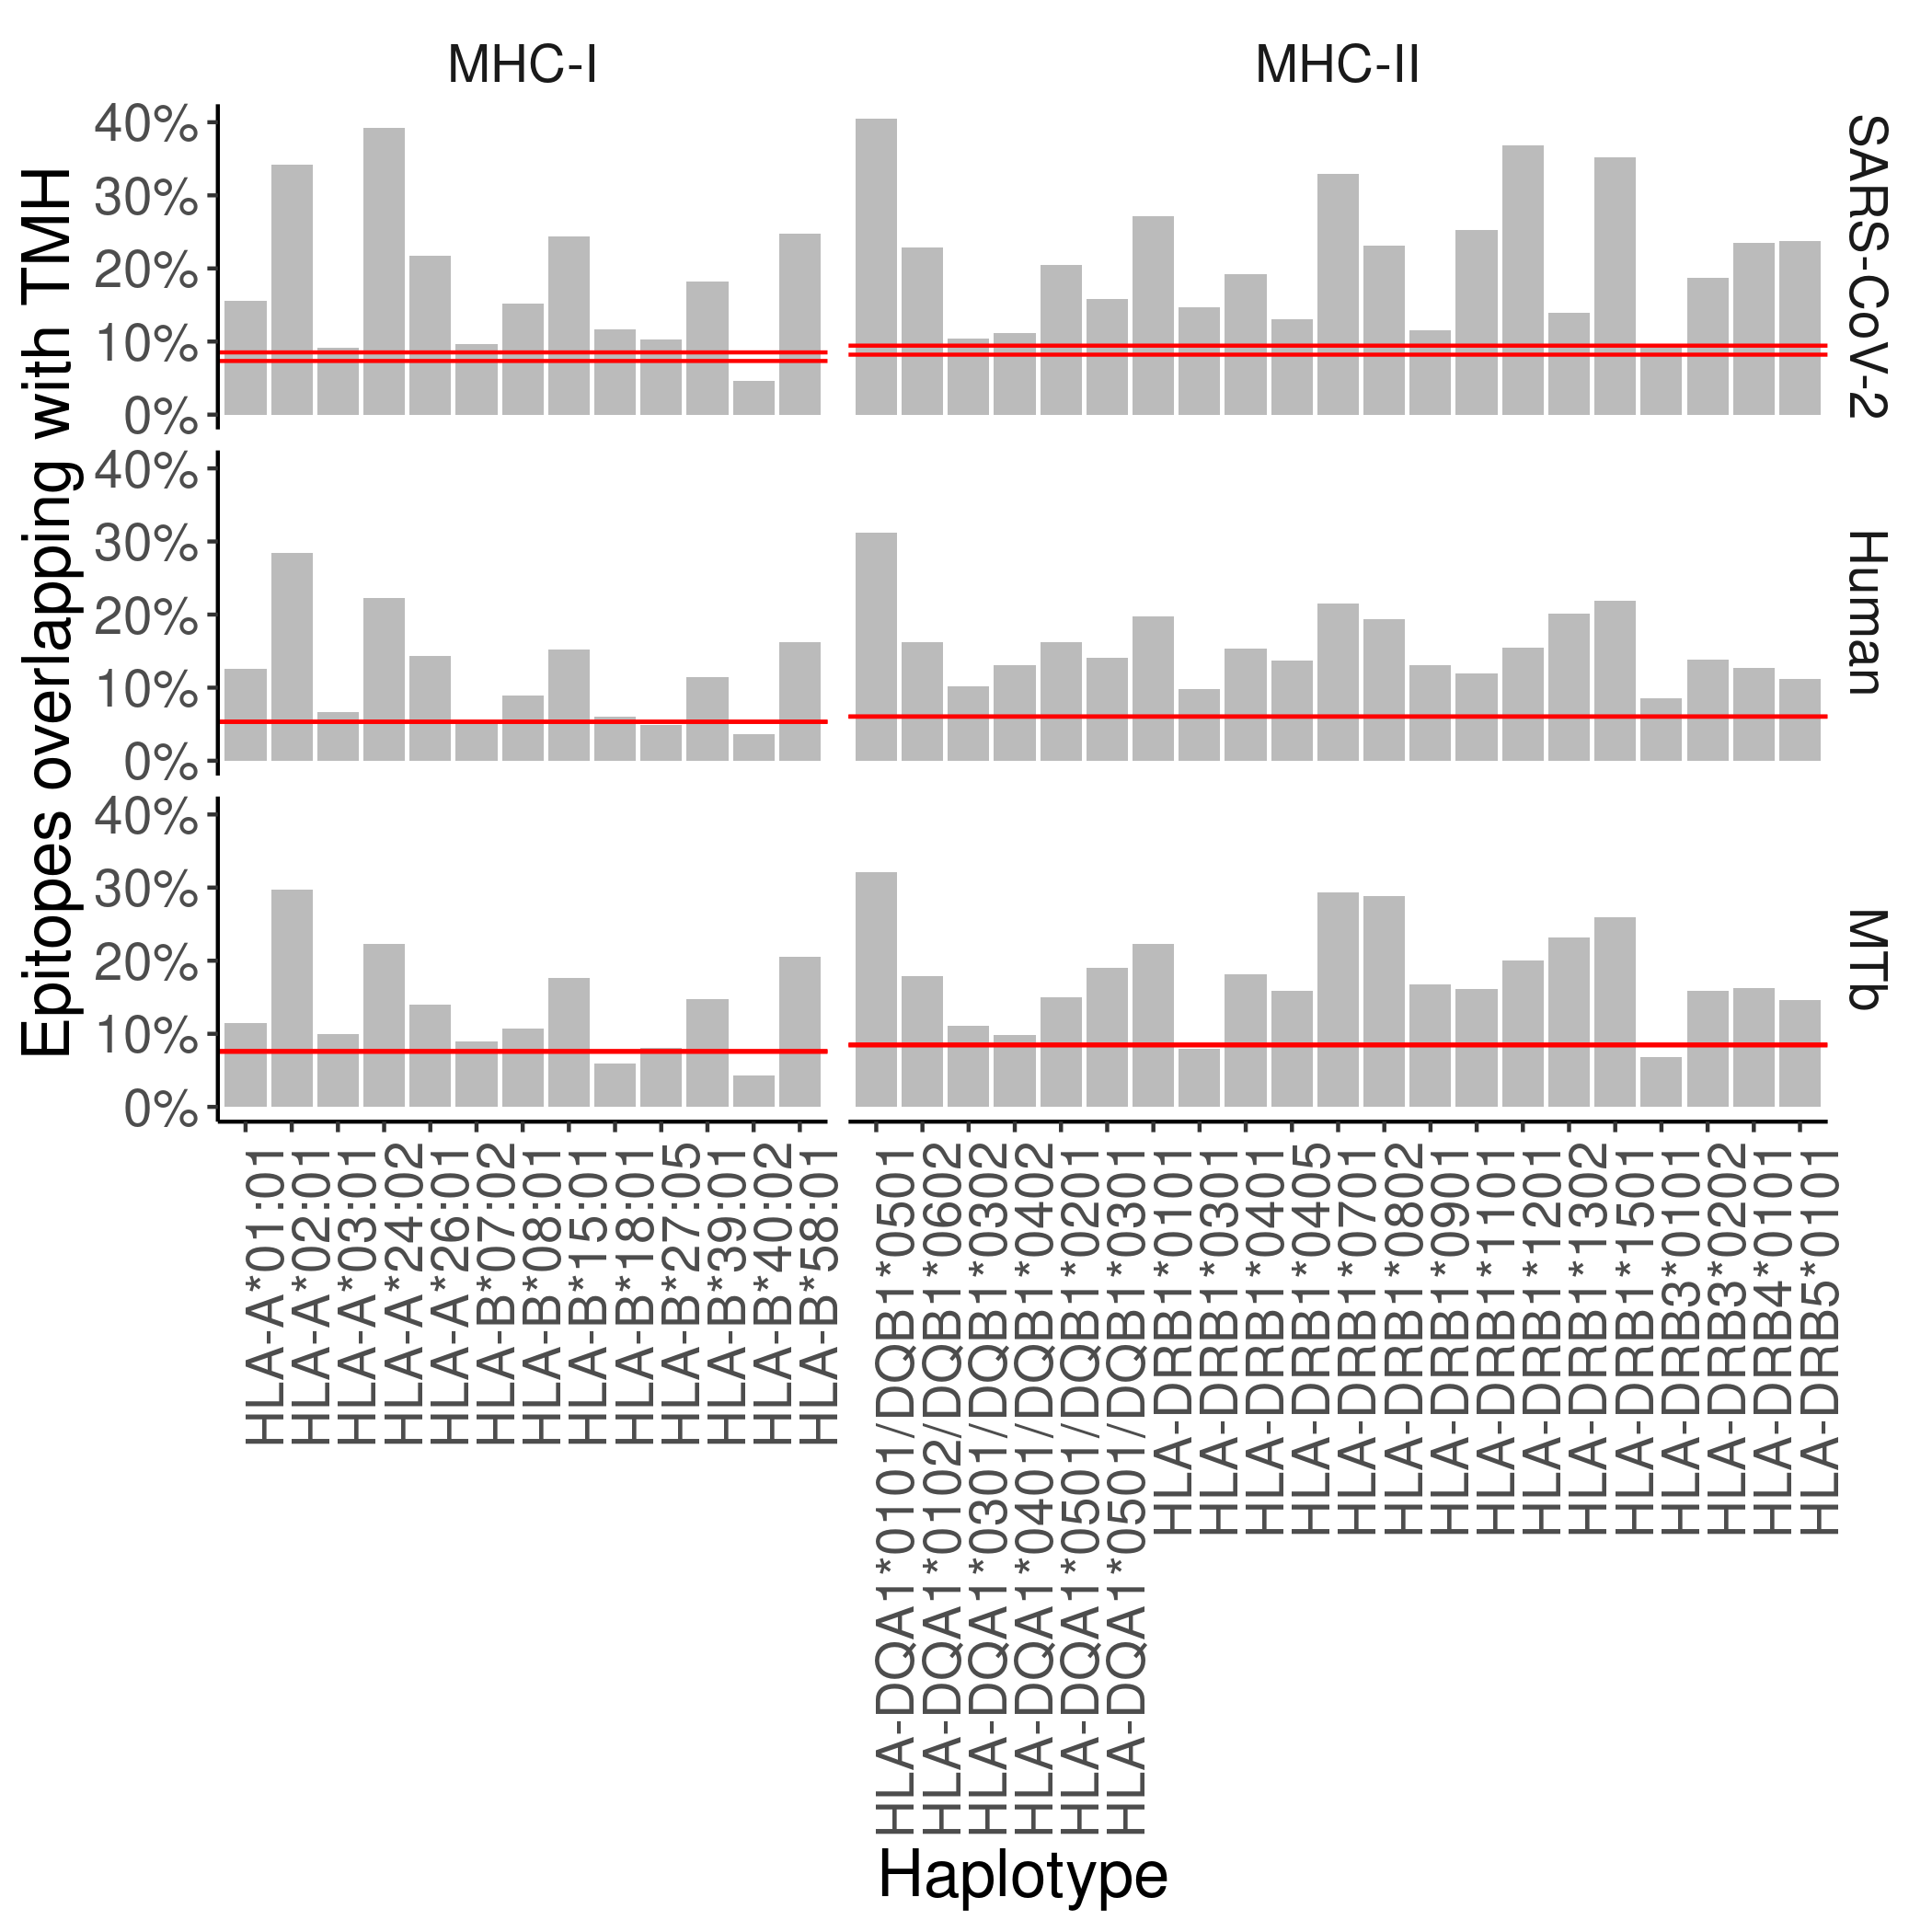 MHC-I
MHC-II
Epitopes overlapping with TMH
40%
30%
20%
10%
0%
SARS-CoV-2
40%
30%
20%
10%
0%
Human
40%
30%
20%
10%
0%
MTb
HLA-A*01:01
HLA-A*02:01
HLA-A*03:01
HLA-A*24:02
HLA-A*26:01
HLA-B*07:02
HLA-B*08:01
HLA-B*15:01
HLA-B*18:01
HLA-B*27:05
HLA-B*39:01
HLA-B*40:02
HLA-B*58:01
HLA-DQA1*0101/DQB1*0501
HLA-DQA1*0102/DQB1*0602
HLA-DQA1*0301/DQB1*0302
HLA-DQA1*0401/DQB1*0402
HLA-DQA1*0501/DQB1*0201
HLA-DQA1*0501/DQB1*0301
HLA-DRB1*0101
HLA-DRB1*0301
HLA-DRB1*0401
HLA-DRB1*0405
HLA-DRB1*0701
HLA-DRB1*0802
HLA-DRB1*0901
HLA-DRB1*1101
HLA-DRB1*1201
HLA-DRB1*1302
HLA-DRB1*1501
HLA-DRB3*0101
HLA-DRB3*0202
HLA-DRB4*0101
HLA-DRB5*0101
Haplotype